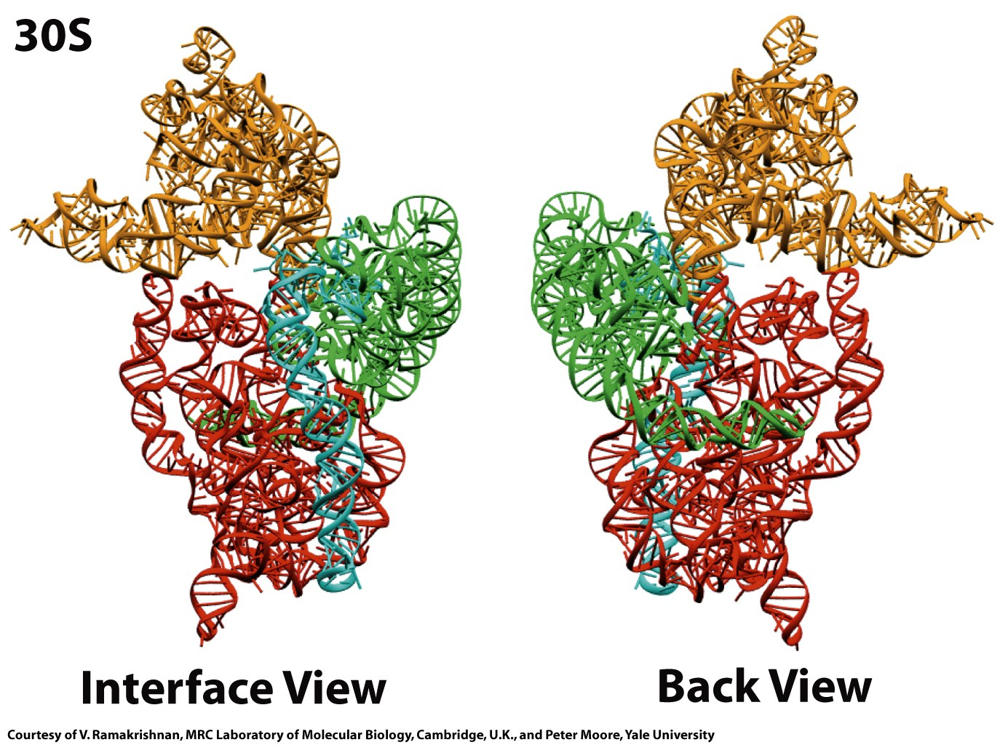 30S
Interface View
Back View
Courtesy of V. Ramakrishnan, MRC Laboratory of Molecular Biology, Cambridge, U.K., and Peter Moore, Yale University